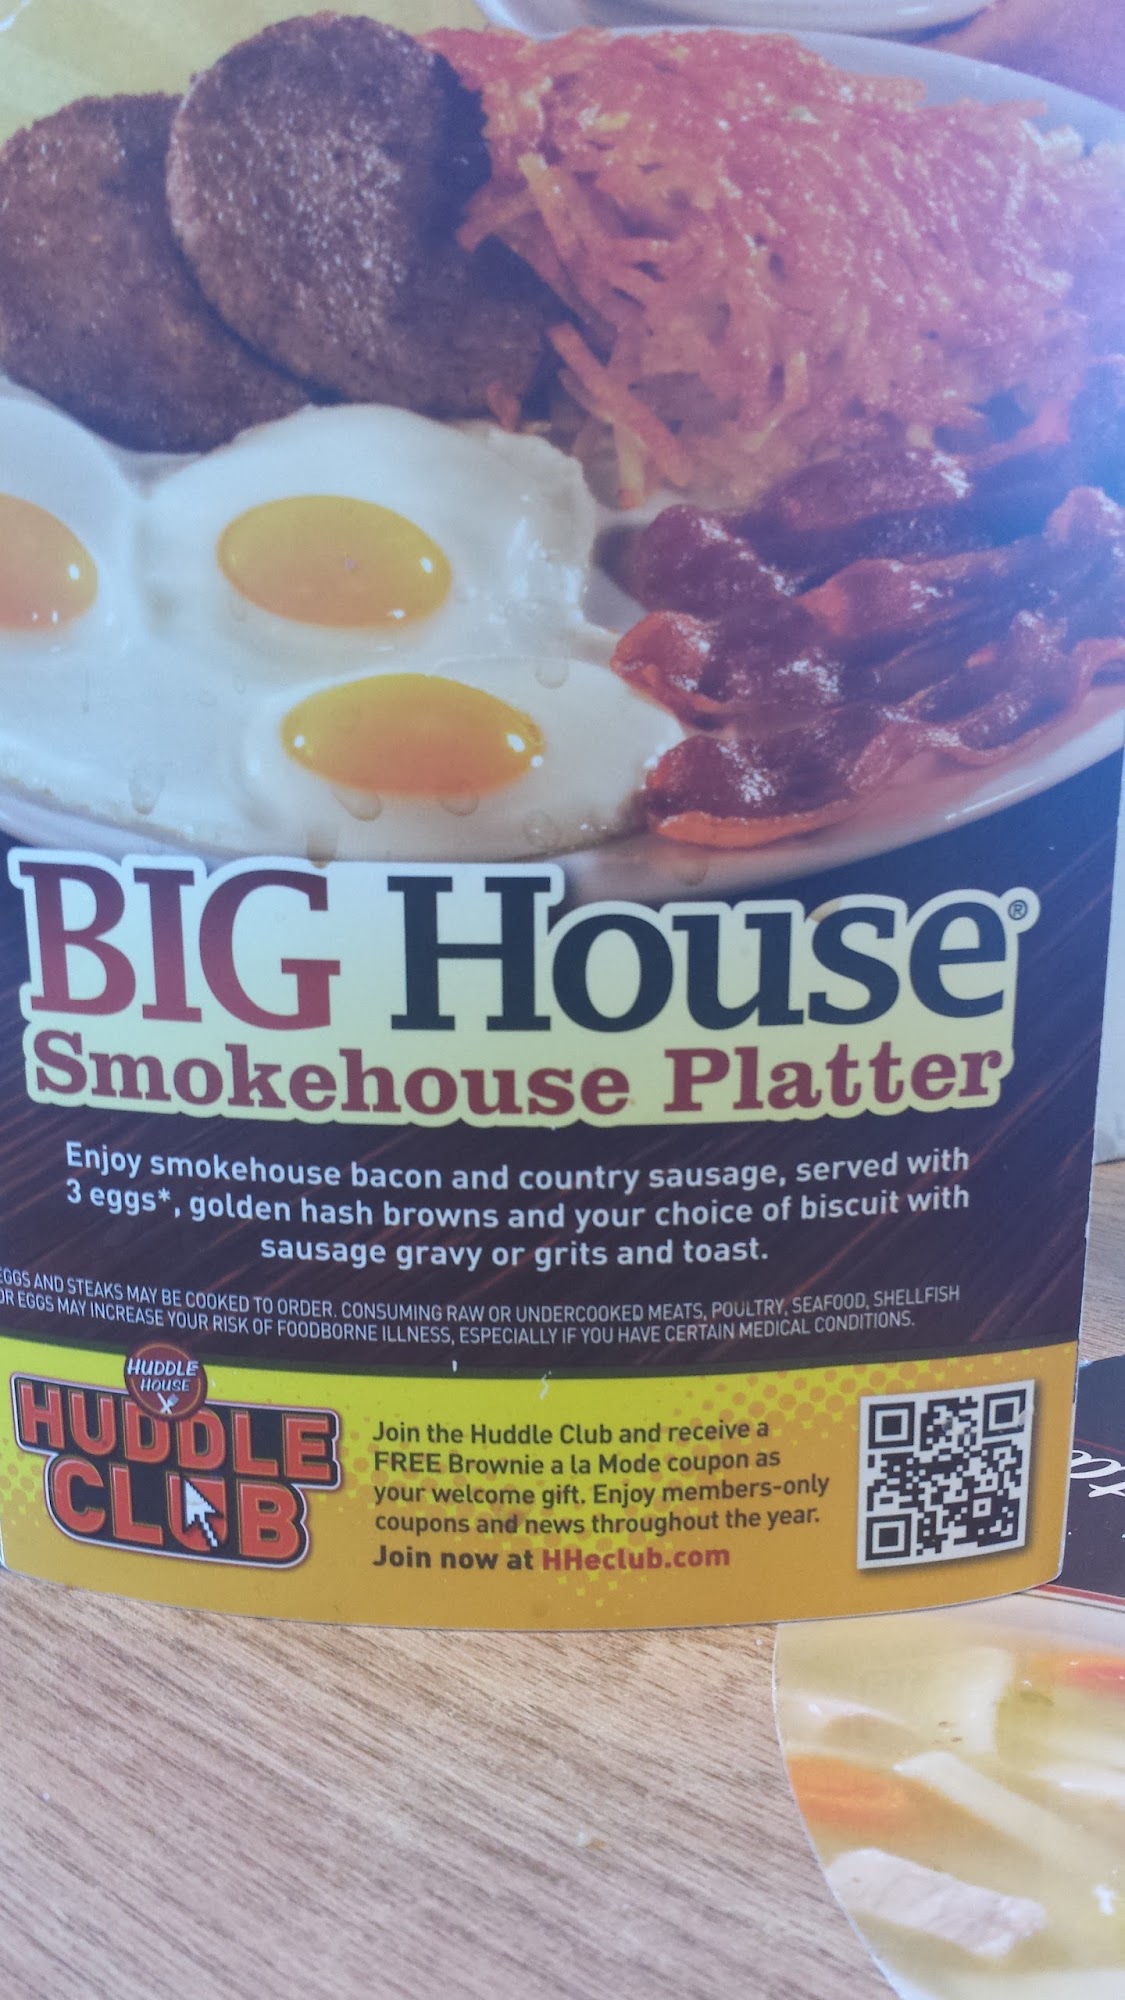 BIG House®
Smokehouse Platter
Enjoy smokehouse bacon and country sausage, served with
3 eggs*, golden hash browns and your choice of biscuit with
sausage gravy or grits and toast.
EGGS AND STEAKS MAY BE COOKED TO ORDER. CONSUMING RAW OR UNDERCOOKED MEATS, POULTRY, SEAFOOD, SHELLFISH
OR EGGS MAY INCREASE YOUR RISK OF FOODBORNE ILLNESS, ESPECIALLY IF YOU HAVE CERTAIN MEDICAL CONDITIONS.
HUDDLE
HOUSE
HUDDLE
CLUB
Join the Huddle Club and receive a
FREE Brownie a la Mode coupon as
your welcome gift. Enjoy members-only
coupons and news throughout the year.
Join now at HHeclub.com